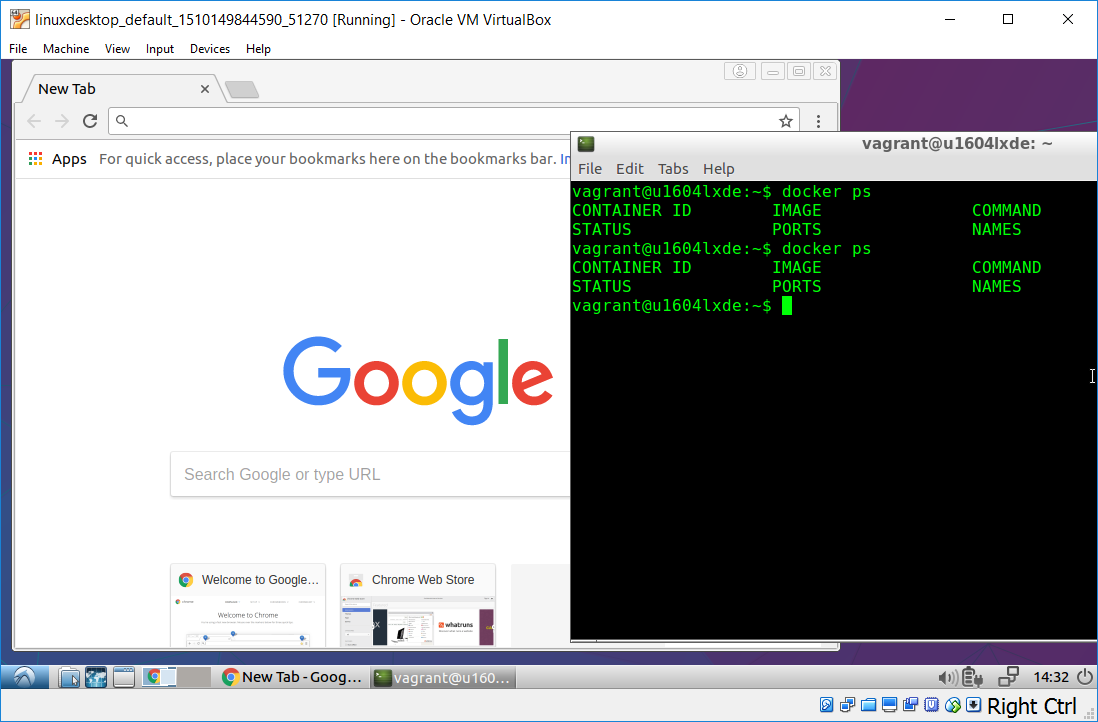 linuxdesktop_default_1510149844590_51270 [Running] - Oracle VM VirtualBox
File Machine View Input Devices Help
New Tab
Apps For quick access, place your bookmarks here on the bookmarks bar.
vagrant@u1604lxde: ~
File Edit Tabs Help
vagrant@u1604lxde:~$ docker ps
CONTAINER ID IMAGE COMMAND
STATUS PORTS NAMES
vagrant@u1604lxde:~$ docker ps
CONTAINER ID IMAGE COMMAND
STATUS PORTS NAMES
vagrant@u1604lxde:~$
Google
Search Google or type URL
Welcome to Google...
Chrome Web Store
Welcome to Chrome
whatruns
New Tab - Goog...
vagrant@u160...
14:32
Right Ctrl